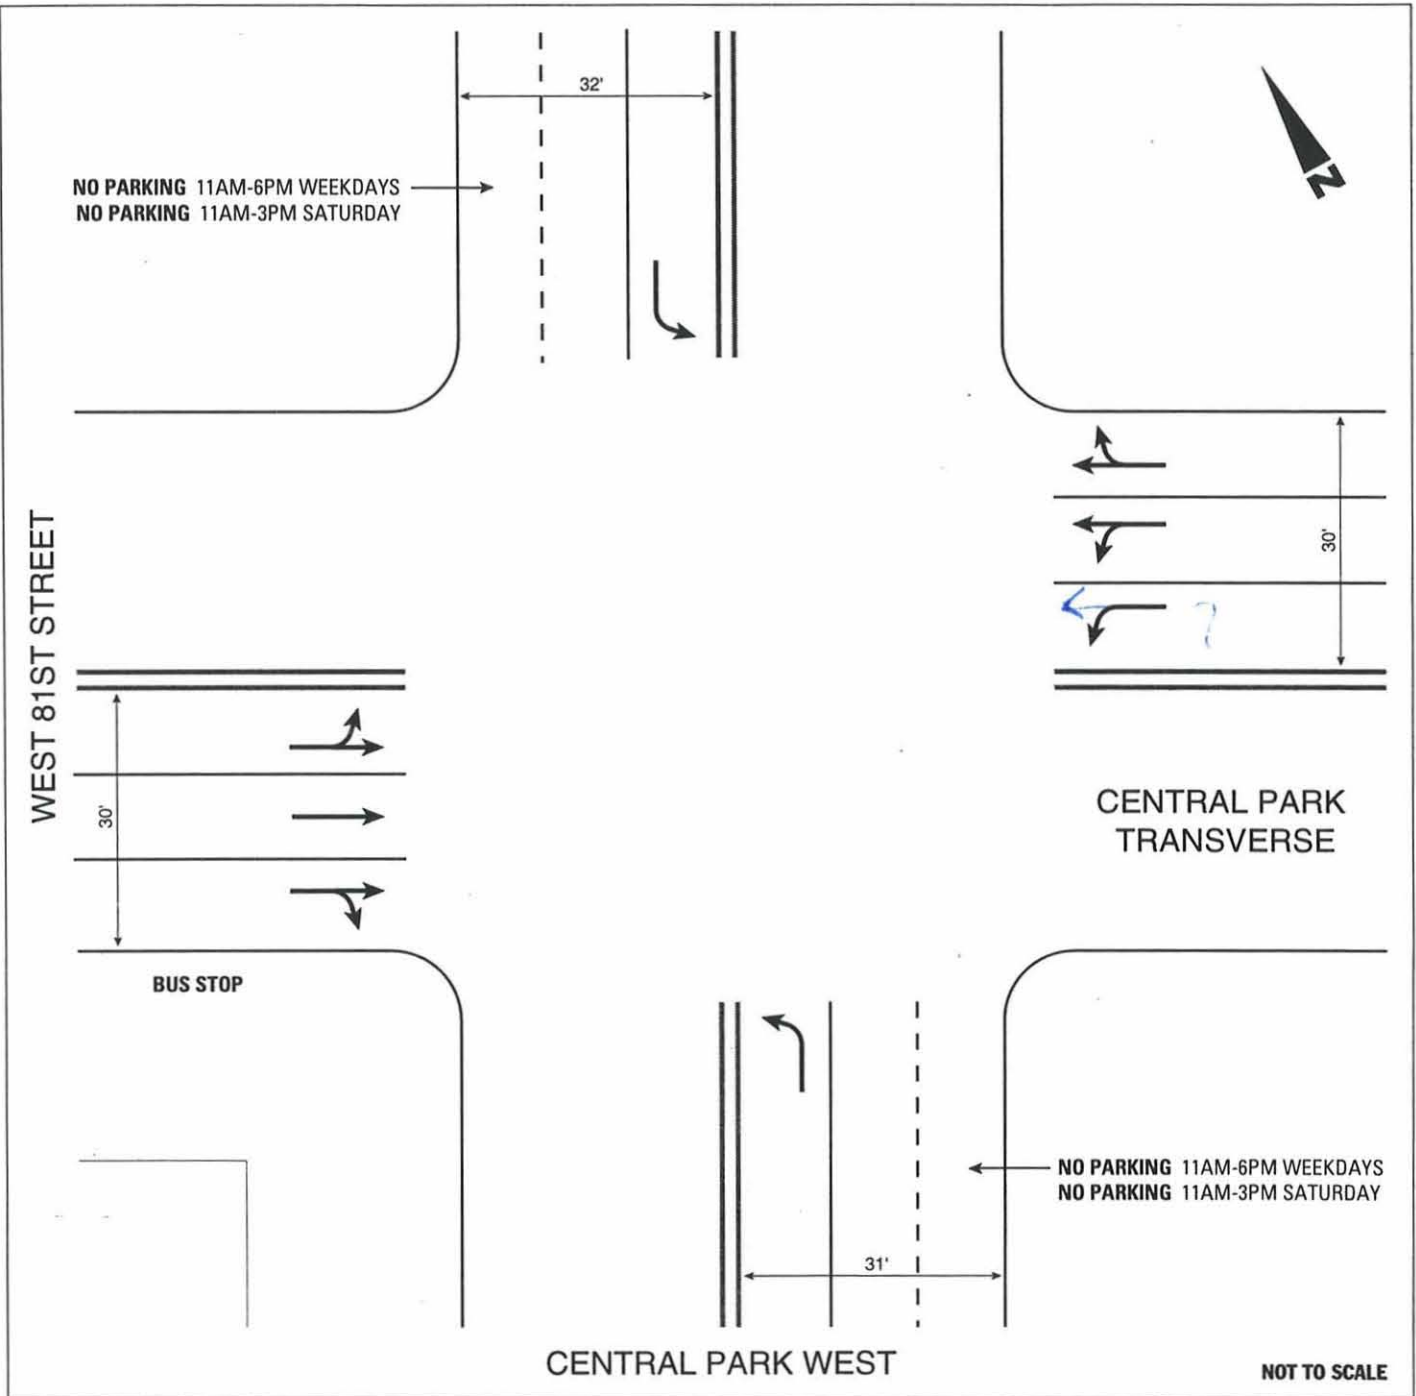 32'
NO PARKING 11AM-6PM WEEKDAYS
NO PARKING 11AM-3PM SATURDAY
N
WEST 81ST STREET
30'
?
30'
CENTRAL PARK
TRANSVERSE
BUS STOP
NO PARKING 11AM-6PM WEEKDAYS
NO PARKING 11AM-3PM SATURDAY
31'
CENTRAL PARK WEST
NOT TO SCALE